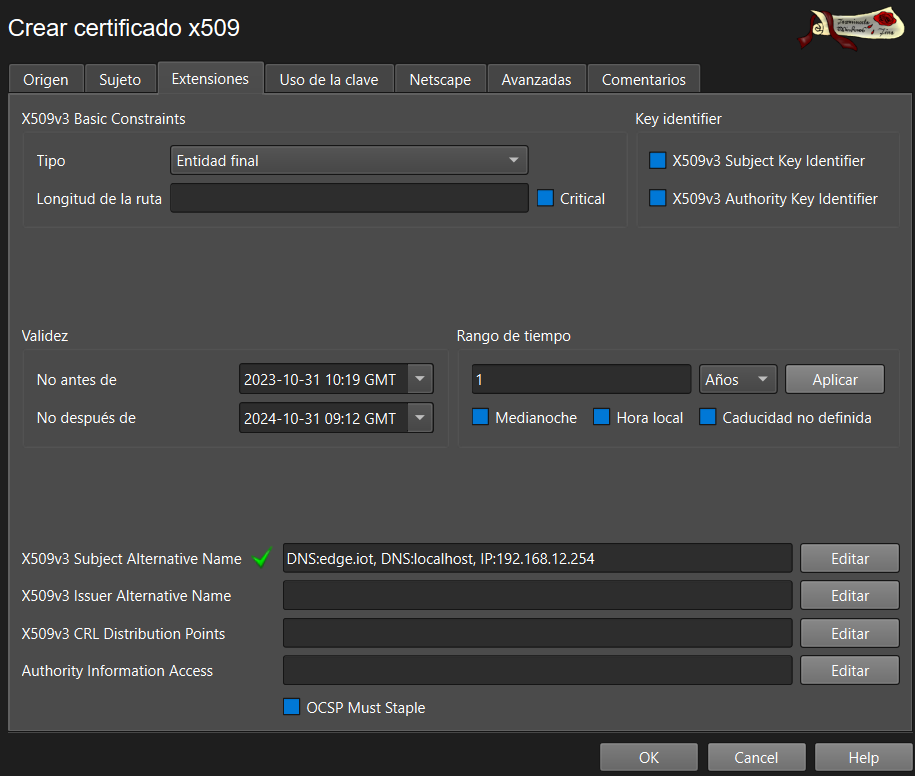 Crear certificado x509
Origen Sujeto Extensiones Uso de la clave Netscape Avanzadas Comentarios
X509v3 Basic Constraints Key identifier
Tipo Entidad final X509v3 Subject Key Identifier
Longitud de la ruta Critical X509v3 Authority Key Identifier
Validez Rango de tiempo
No antes de 2023-10-31 10:19 GMT 1 Años Aplicar
No después de 2024-10-31 09:12 GMT Medianoche Hora local Caducidad no definida
X509v3 Subject Alternative Name DNS:edge.iot, DNS:localhost, IP:192.168.12.254 Editar
X509v3 Issuer Alternative Name Editar
X509v3 CRL Distribution Points Editar
Authority Information Access Editar
OCSP Must Staple
OK Cancel Help